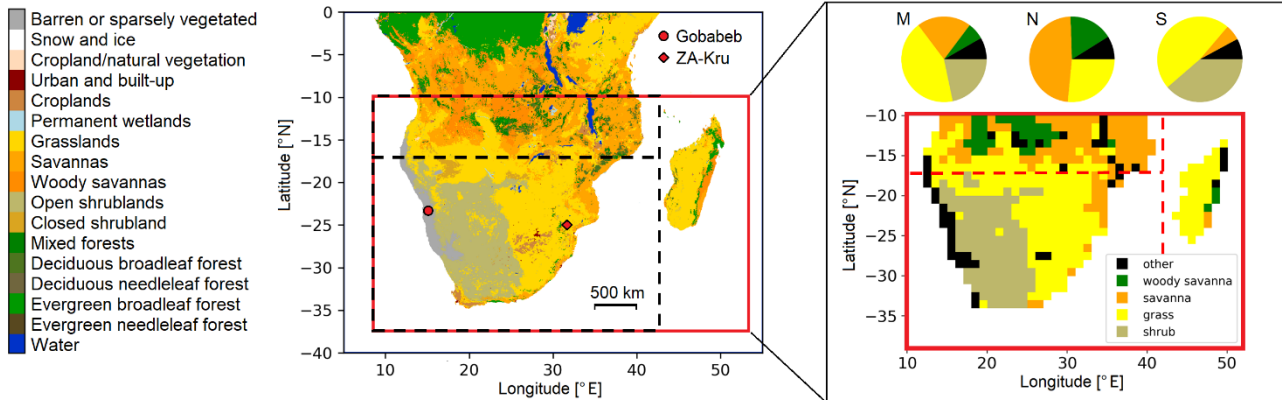 Barren or sparsely vegetated
Snow and ice
Cropland/natural vegetation
Urban and built-up
Croplands
Permanent wetlands
Grasslands
Savannas
Woody savannas
Open shrublands
Closed shrubland
Mixed forests
Deciduous broadleaf forest
Deciduous needleleaf forest
Evergreen broadleaf forest
Evergreen needleleaf forest
Water
0
−5
−10
−15
−20
−25
−30
−35
−40
Latitude [°N]
10
20
30
40
50
Longitude [°E]
Gobabeb
ZA-Kru
500 km
M
N
S
−10
−15
−20
−25
−30
−35
Latitude [°N]
10
20
30
40
50
Longitude [°E]
other
woody savanna
savanna
grass
shrub